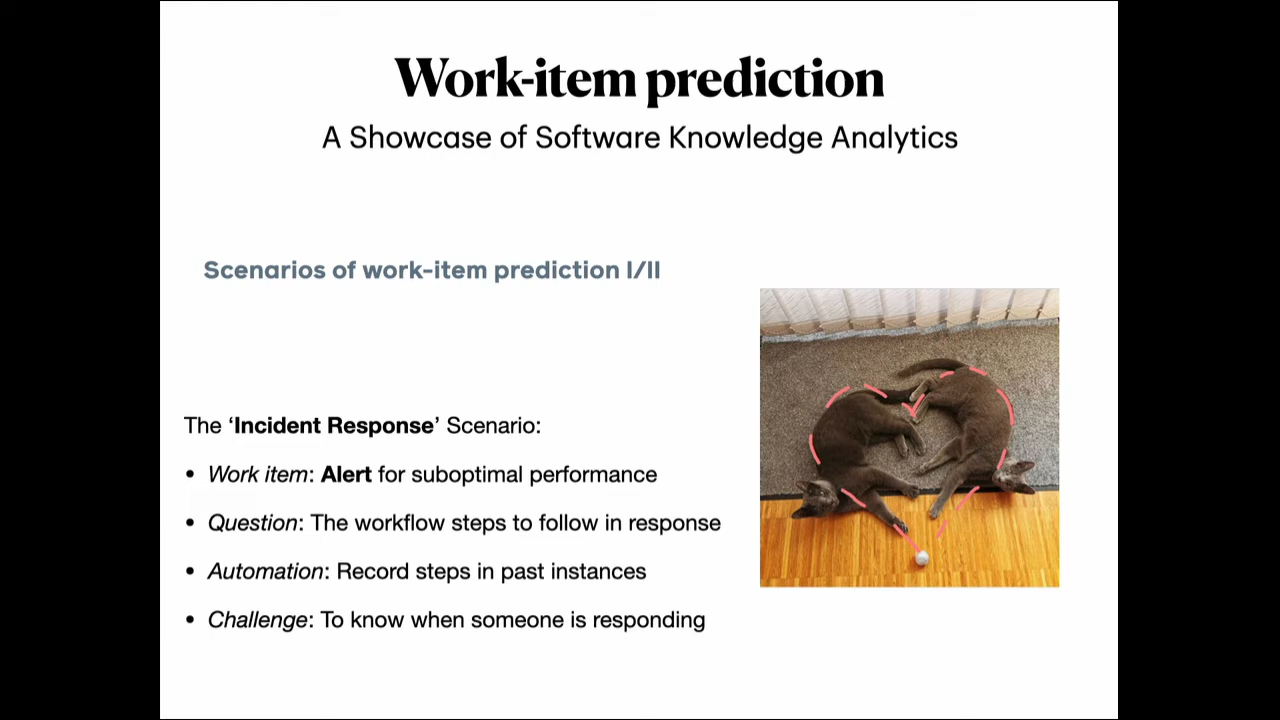 Work-item prediction
A Showcase of Software Knowledge Analytics
Scenarios of work-item prediction I/II
The ‘Incident Response’ Scenario:
• Work item: Alert for suboptimal performance
• Question: The workflow steps to follow in response
• Automation: Record steps in past instances
• Challenge: To know when someone is responding